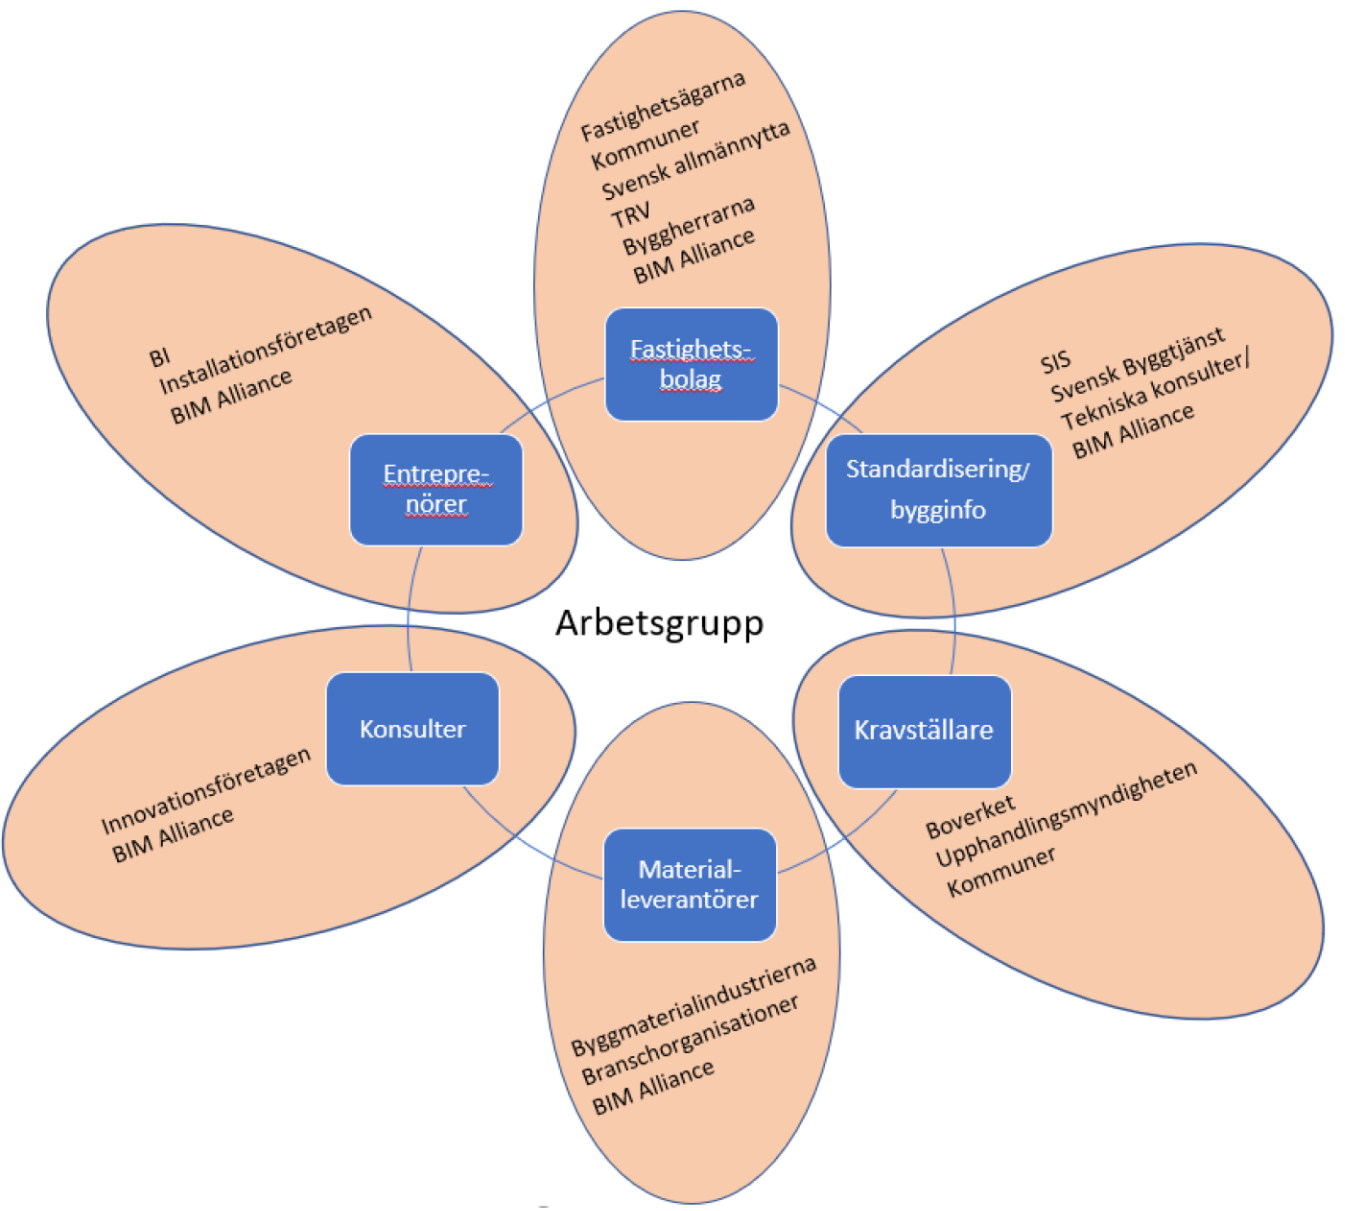 Fastighetsägarna
Kommuner
Svensk allmännytta
TRV
Byggherrarna
BIM Alliance
Fastighets-
bolag
SIS
Svensk Byggtjänst
Tekniska konsulter/
BIM Alliance
Standardisering/
bygginfo
BI
Installationsföretagen
BIM Alliance
Entrepre-
nörer
Arbetsgrupp
Konsulter
Innovationsföretagen
BIM Alliance
Kravställare
Boverket
Upphandlingsmyndigheten
Kommuner
Material-
leverantörer
Byggmaterialindustrierna
Branschorganisationer
BIM Alliance